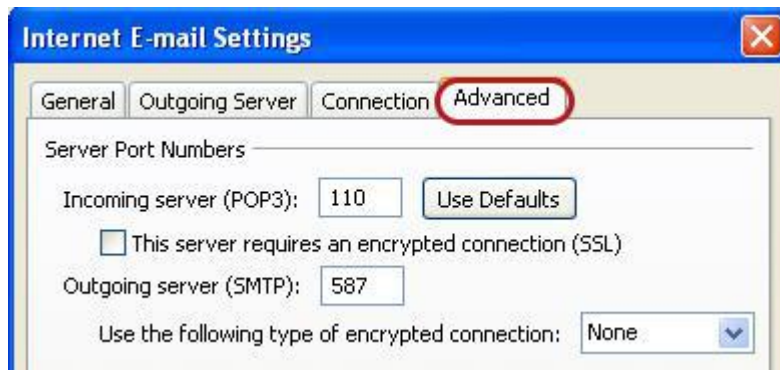 Internet E-mail Settings
General Outgoing Server Connection Advanced
Server Port Numbers
Incoming server (POP3): 110 Use Defaults
This server requires an encrypted connection (SSL)
Outgoing server (SMTP): 587
Use the following type of encrypted connection: None